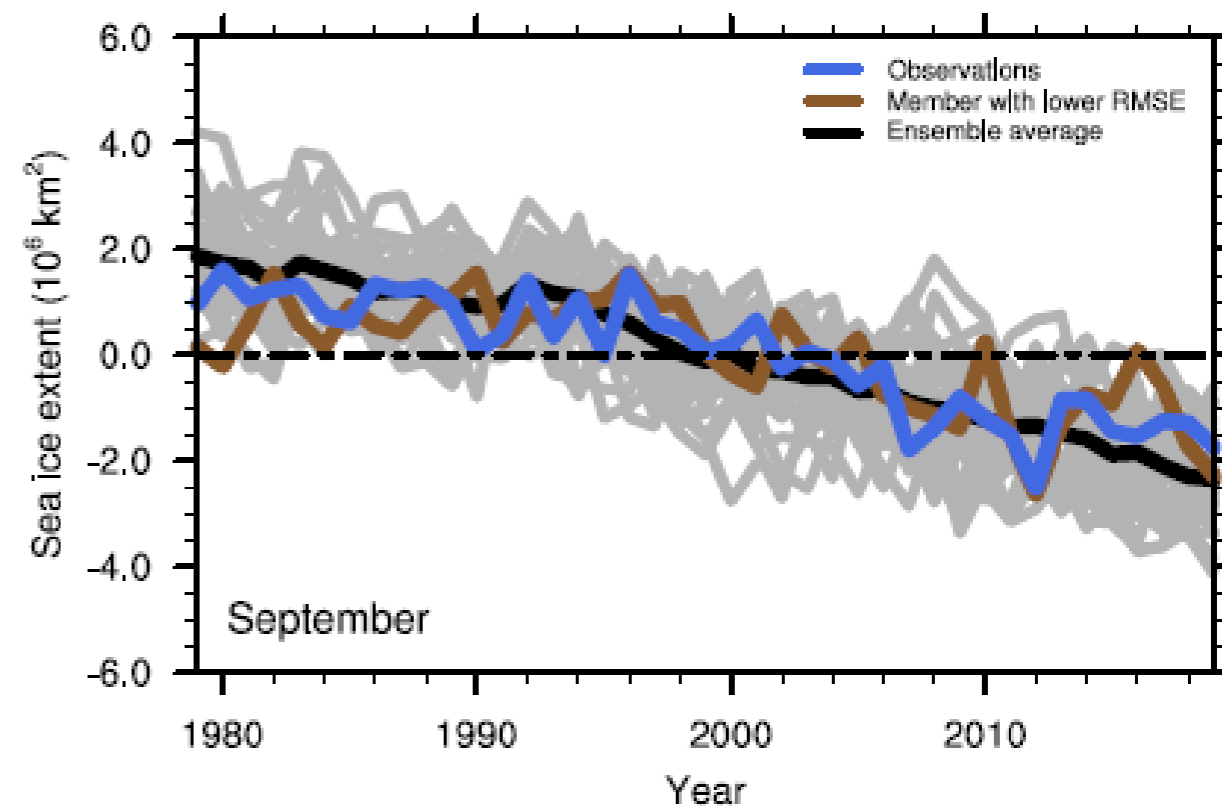 6.0
4.0
2.0
0.0
-2.0
-4.0
-6.0
Sea ice extent (10⁶ km²)
Observations
Member with lower RMSE
Ensemble average
September
1980 1990 2000 2010
Year